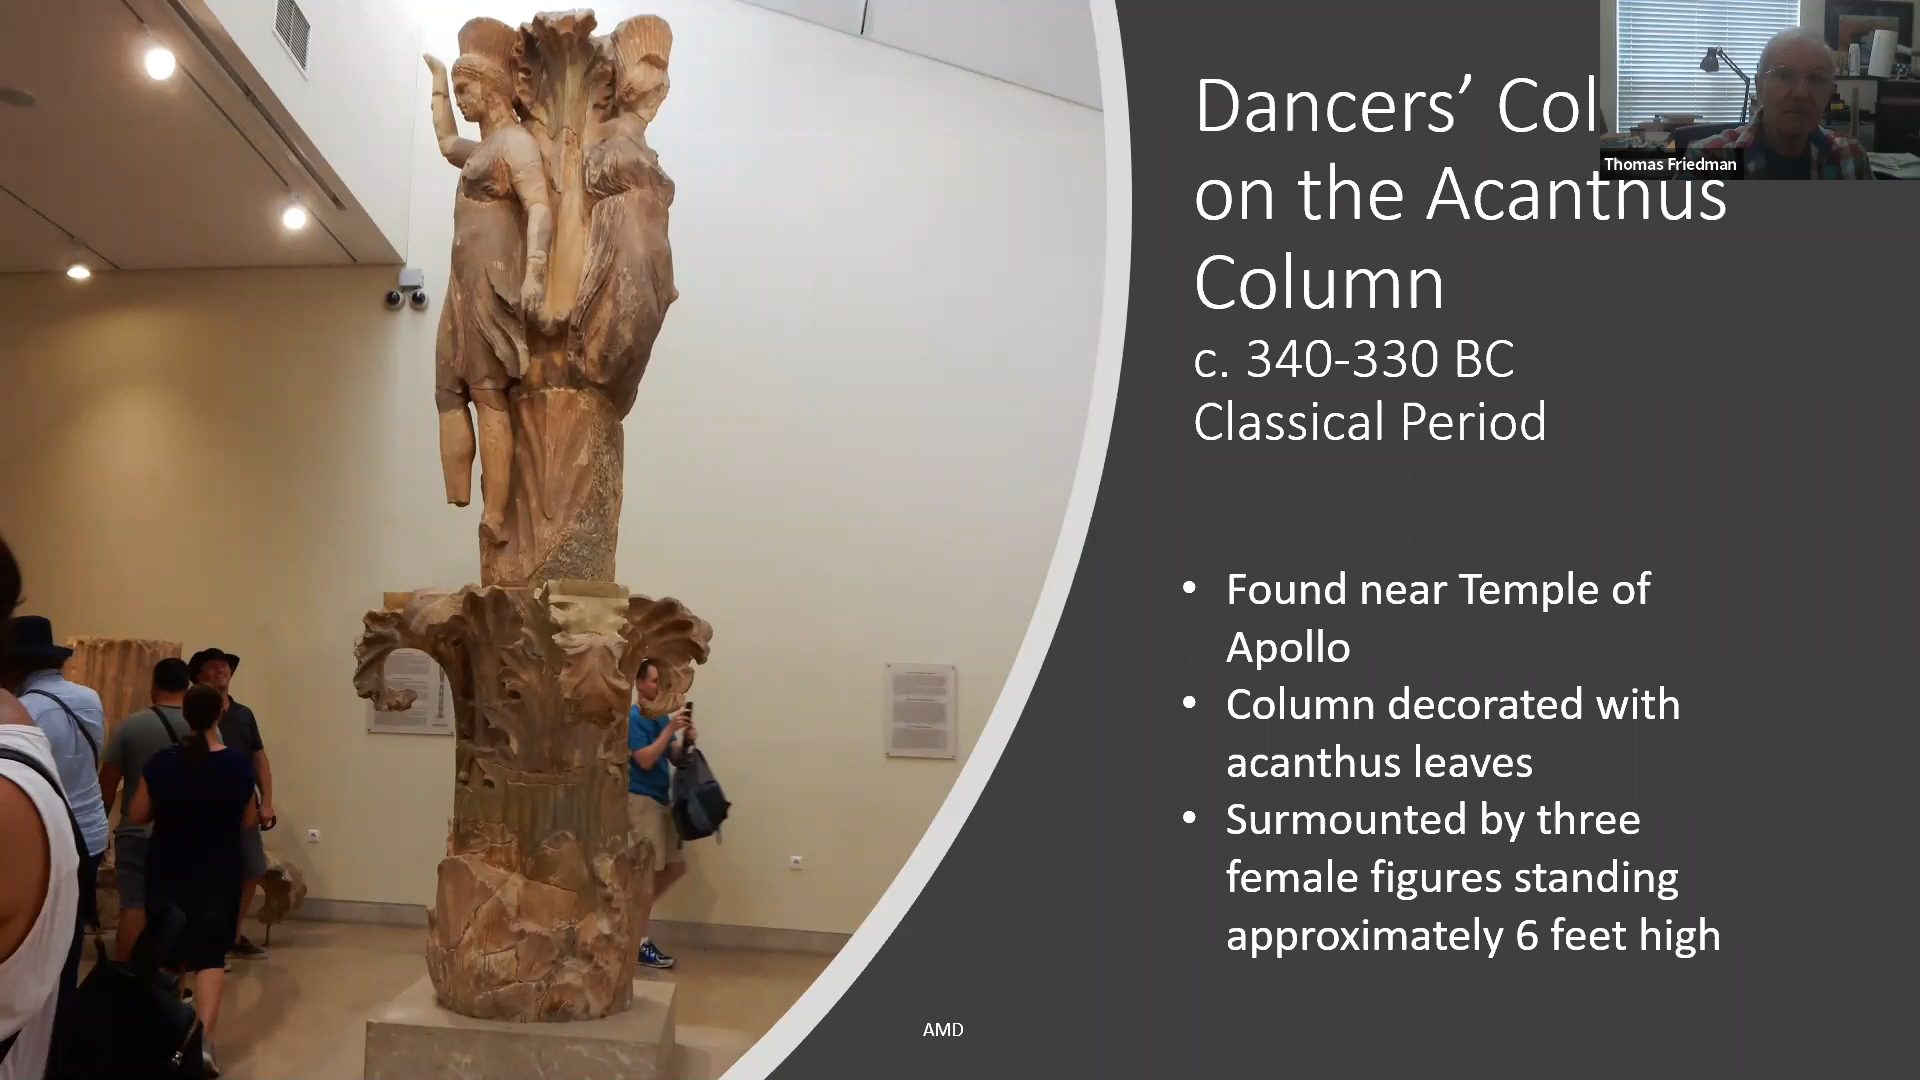 Dancers’ Col
on the Acanthus
Column
c. 340-330 BC
Classical Period
Thomas Friedman
• Found near Temple of
Apollo
• Column decorated with
acanthus leaves
• Surmounted by three
female figures standing
approximately 6 feet high
AMD